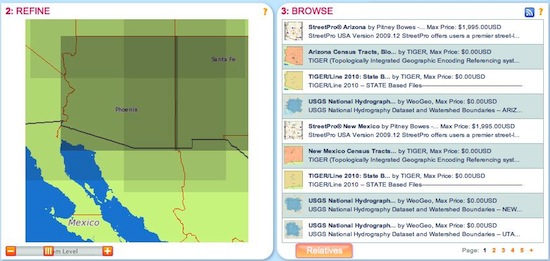 2: REFINE
?
Santa Fe
Phoenix
Mexico
m Level
3: BROWSE
?
StreetPro® Arizona by Pitney Bowes -... Max Price: $1,995.00USD
StreetPro USA Version 2009.12 StreetPro offers users a premier street-l...
Arizona Census Tracts, Blo... by TIGER, Max Price: $0.00USD
TIGER (Topologically Integrated Geographic Encoding Referencing syst...
TIGER/Line 2010: State B... by TIGER, Max Price: $0.00USD
TIGER/Line 2010 – STATE Based Files
USGS National Hydrograph... by WeoGeo, Max Price: $0.00USD
USGS National Hydrography Dataset and Watershed Boundaries – ARIZ...
StreetPro® New Mexico by Pitney Bowes -... Max Price: $1,995.00USD
StreetPro USA Version 2009.12 StreetPro offers users a premier street-l...
New Mexico Census Tracts... by TIGER, Max Price: $0.00USD
TIGER (Topologically Integrated Geographic Encoding Referencing syst...
TIGER/Line 2010: State B... by TIGER, Max Price: $0.00USD
TIGER/Line 2010 – STATE Based Files
USGS National Hydrograph... by WeoGeo, Max Price: $0.00USD
USGS National Hydrography Dataset and Watershed Boundaries – NEW...
USGS National Hydrograph... by WeoGeo, Max Price: $0.00USD
USGS National Hydrography Dataset and Watershed Boundaries – UTA...
Relatives
Page: 1 2 3 4 5 +